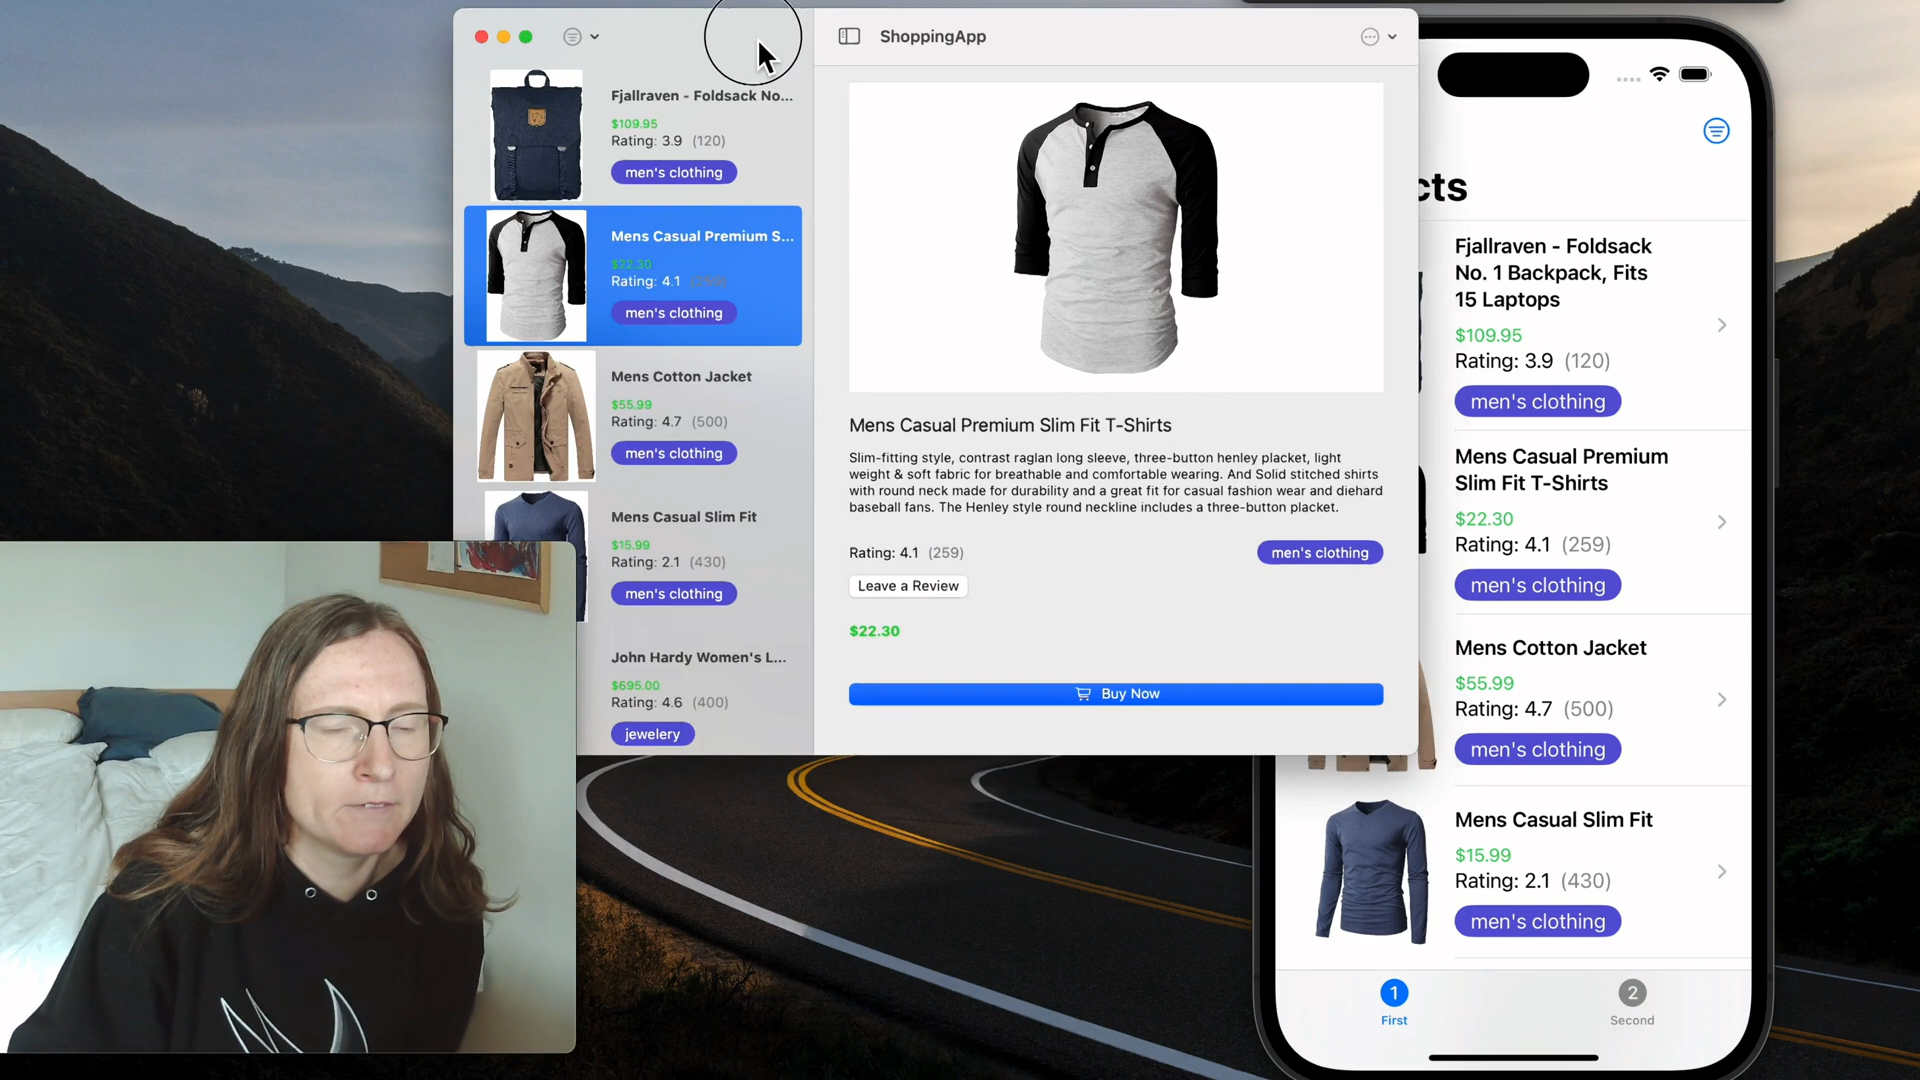 ShoppingApp
Fjallraven - Foldsack No...
$109.95
Rating: 3.9 (120)
men's clothing
Mens Casual Premium S...
$22.30
Rating: 4.1 (259)
men's clothing
Mens Cotton Jacket
$55.99
Rating: 4.7 (500)
men's clothing
Mens Casual Slim Fit
$15.99
Rating: 2.1 (430)
men's clothing
John Hardy Women's L...
$695.00
Rating: 4.6 (400)
jewelery
Mens Casual Premium Slim Fit T-Shirts
Slim-fitting style, contrast raglan long sleeve, three-button henley placket, light
weight & soft fabric for breathable and comfortable wearing. And Solid stitched shirts
with round neck made for durability and a great fit for casual fashion wear and diehard
baseball fans. The Henley style round neckline includes a three-button placket.
Rating: 4.1 (259)
men's clothing
Leave a Review
$22.30
Buy Now
cts
Fjallraven - Foldsack
No. 1 Backpack, Fits
15 Laptops
$109.95
Rating: 3.9 (120)
men's clothing
Mens Casual Premium
Slim Fit T-Shirts
$22.30
Rating: 4.1 (259)
men's clothing
Mens Cotton Jacket
$55.99
Rating: 4.7 (500)
men's clothing
Mens Casual Slim Fit
$15.99
Rating: 2.1 (430)
men's clothing
1
First
2
Second